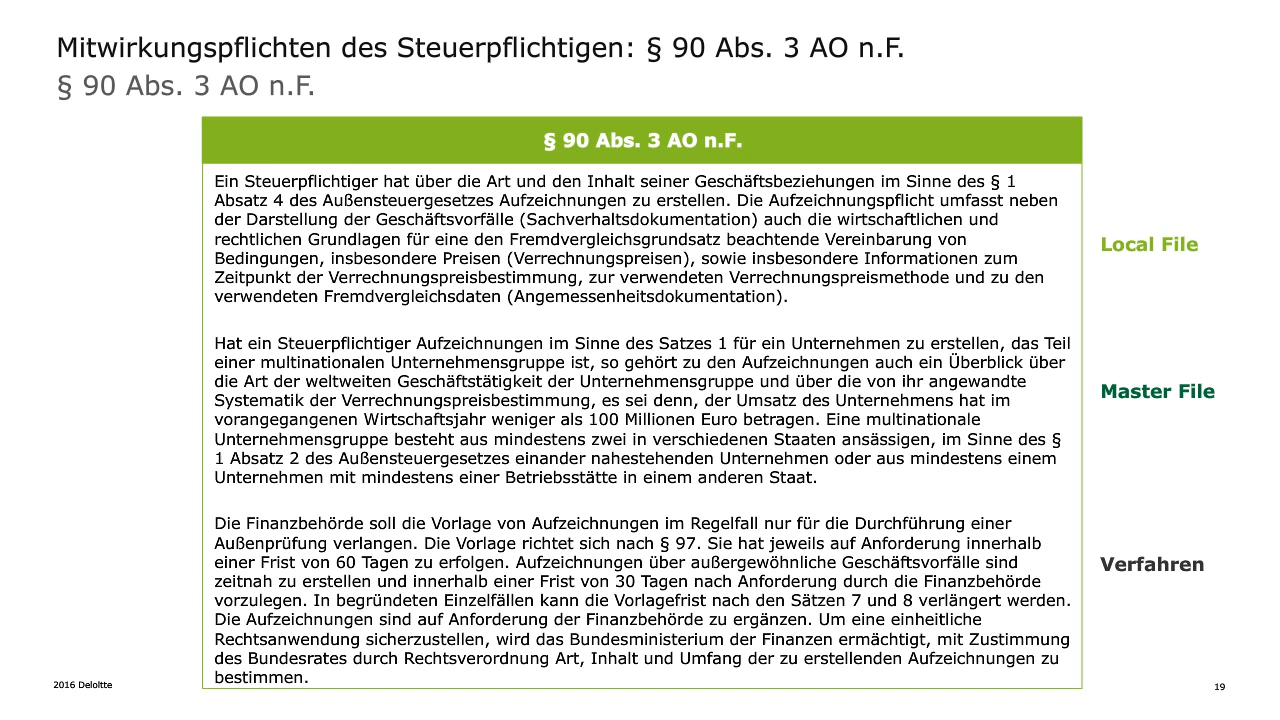 Mitwirkungspflichten des Steuerpflichtigen: § 90 Abs. 3 AO n.F.
§ 90 Abs. 3 AO n.F.
§ 90 Abs. 3 AO n.F.
Ein Steuerpflichtiger hat über die Art und den Inhalt seiner Geschäftsbeziehungen im Sinne des § 1
Absatz 4 des Außensteuergesetzes Aufzeichnungen zu erstellen. Die Aufzeichnungspflicht umfasst neben
der Darstellung der Geschäftsvorfälle (Sachverhaltsdokumentation) auch die wirtschaftlichen und
rechtlichen Grundlagen für eine den Fremdvergleichsgrundsatz beachtende Vereinbarung von
Bedingungen, insbesondere Preisen (Verrechnungspreisen), sowie insbesondere Informationen zum
Zeitpunkt der Verrechnungspreisbestimmung, zur verwendeten Verrechnungspreismethode und zu den
verwendeten Fremdvergleichsdaten (Angemessenheitsdokumentation).
Local File
Hat ein Steuerpflichtiger Aufzeichnungen im Sinne des Satzes 1 für ein Unternehmen zu erstellen, das Teil
einer multinationalen Unternehmensgruppe ist, so gehört zu den Aufzeichnungen auch ein Überblick über
die Art der weltweiten Geschäftstätigkeit der Unternehmensgruppe und über die von ihr angewandte
Systematik der Verrechnungspreisbestimmung, es sei denn, der Umsatz des Unternehmens hat im
vorangegangenen Wirtschaftsjahr weniger als 100 Millionen Euro betragen. Eine multinationale
Unternehmensgruppe besteht aus mindestens zwei in verschiedenen Staaten ansässigen, im Sinne des §
1 Absatz 2 des Außensteuergesetzes einander nahestehenden Unternehmen oder aus mindestens einem
Unternehmen mit mindestens einer Betriebsstätte in einem anderen Staat.
Master File
Die Finanzbehörde soll die Vorlage von Aufzeichnungen im Regelfall nur für die Durchführung einer
Außenprüfung verlangen. Die Vorlage richtet sich nach § 97. Sie hat jeweils auf Anforderung innerhalb
einer Frist von 60 Tagen zu erfolgen. Aufzeichnungen über außergewöhnliche Geschäftsvorfälle sind
zeitnah zu erstellen und innerhalb einer Frist von 30 Tagen nach Anforderung durch die Finanzbehörde
vorzulegen. In begründeten Einzelfällen kann die Vorlagefrist nach den Sätzen 7 und 8 verlängert werden.
Die Aufzeichnungen sind auf Anforderung der Finanzbehörde zu ergänzen. Um eine einheitliche
Rechtsanwendung sicherzustellen, wird das Bundesministerium der Finanzen ermächtigt, mit Zustimmung
des Bundesrates durch Rechtsverordnung Art, Inhalt und Umfang der zu erstellenden Aufzeichnungen zu
bestimmen.
Verfahren
2016 Deloitte
19